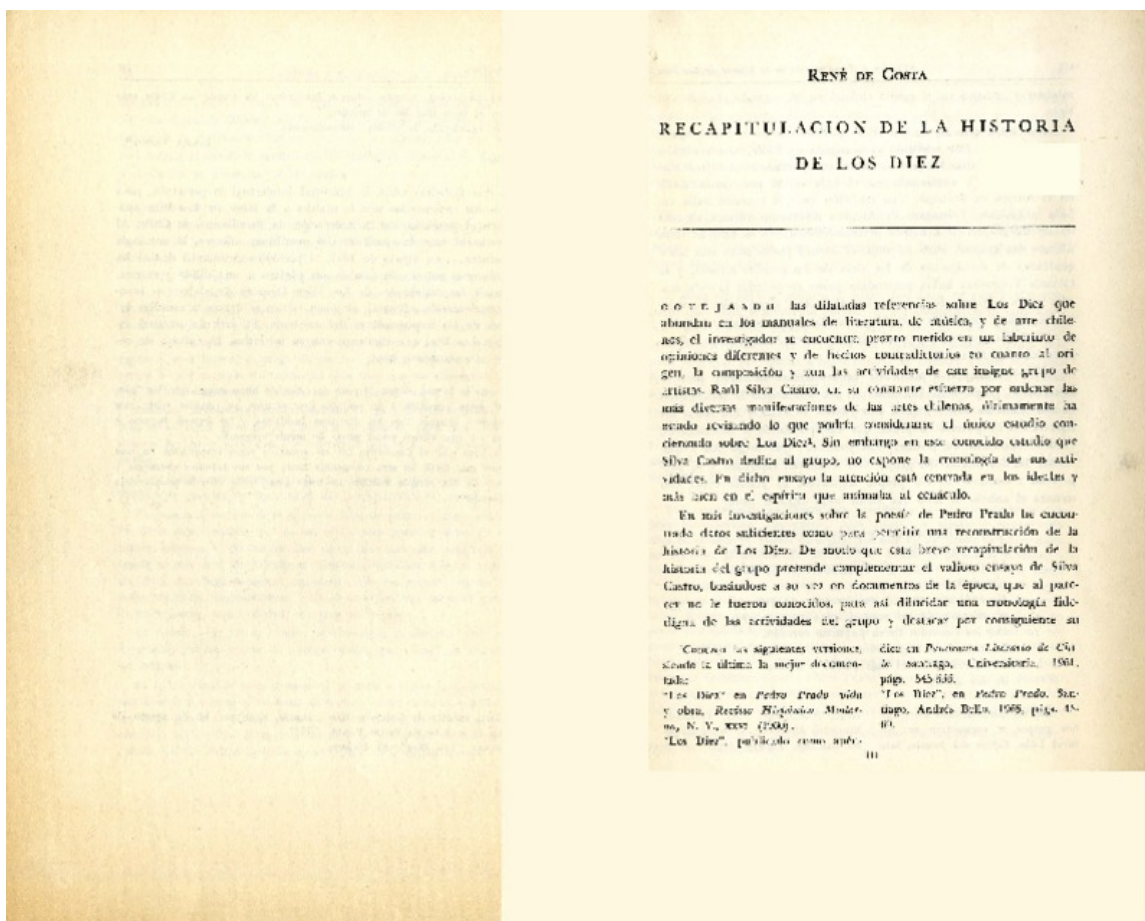 RENÉ DE COSTA
RECAPITULACION DE LA HISTORIA
DE LOS DIEZ
COTEJANDO las dilatadas referencias sobre Los Diez que
abundan en los manuales de literatura, de música, y de arte chile-
nos, el investigador se encuentra pronto metido en un laberinto de
opiniones diferentes y de hechos contradictorios en cuanto al ori-
gen, la composición y aun las actividades de este insigne grupo de
artistas. Raúl Silva Castro, en su constante esfuerzo por ordenar las
más diversas manifestaciones de las artes chilenas, últimamente ha
estado revisando lo que podría considerarse el único estudio con-
cienzudo sobre Los Diez¹. Sin embargo en este conocido estudio que
Silva Castro dedica al grupo, no expone la cronología de sus acti-
vidades. En dicho ensayo la atención está centrada en los ideales y
más bien en el espíritu que animaba al cenáculo.
En mis investigaciones sobre la poesía de Pedro Prado he encon-
trado datos suficientes como para permitir una reconstrucción de la
historia de Los Diez. De modo que esta breve recapitulación de la
historia del grupo pretende complementar el valioso ensayo de Silva
Castro, basándose a su vez en documentos de la época, que al pare-
cer no le fueron conocidos, para así dilucidar una cronología fide-
digna de las actividades del grupo y destacar por consiguiente su
las siguientes versiones,
siendo la última la mejor documen-
tada:
"Los Diez" en Pedro Prado vida
y obra, Revista Hispánica Moder-
na, N. Y., XXVI (1960).
"Los Diez", publicado como apén-
dice en Panorama Literario de Chi-
le Santiago, Universitaria, 1961,
págs.
"Los Diez", en Pedro Prado. San-
tiago, Andrés Bello, 1965, págs.